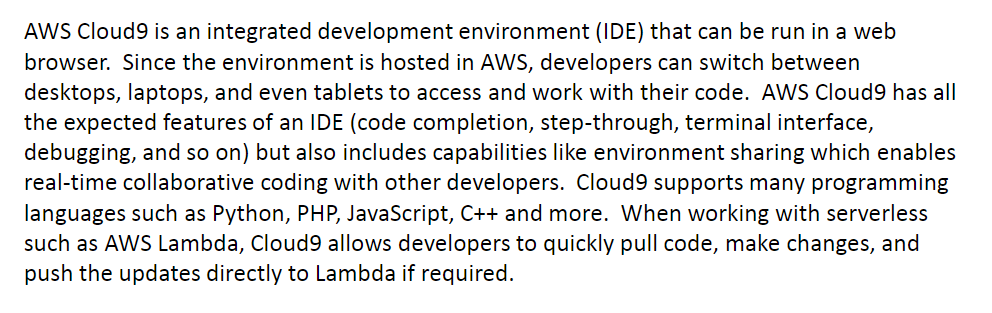 AWS Cloud9 is an integrated development environment (IDE) that can be run in a web
browser.  Since the environment is hosted in AWS, developers can switch between
desktops, laptops, and even tablets to access and work with their code.  AWS Cloud9 has all
the expected features of an IDE (code completion, step-through, terminal interface,
debugging, and so on) but also includes capabilities like environment sharing which enables
real-time collaborative coding with other developers.  Cloud9 supports many programming
languages such as Python, PHP, JavaScript, C++ and more.  When working with serverless
such as AWS Lambda, Cloud9 allows developers to quickly pull code, make changes, and
push the updates directly to Lambda if required.